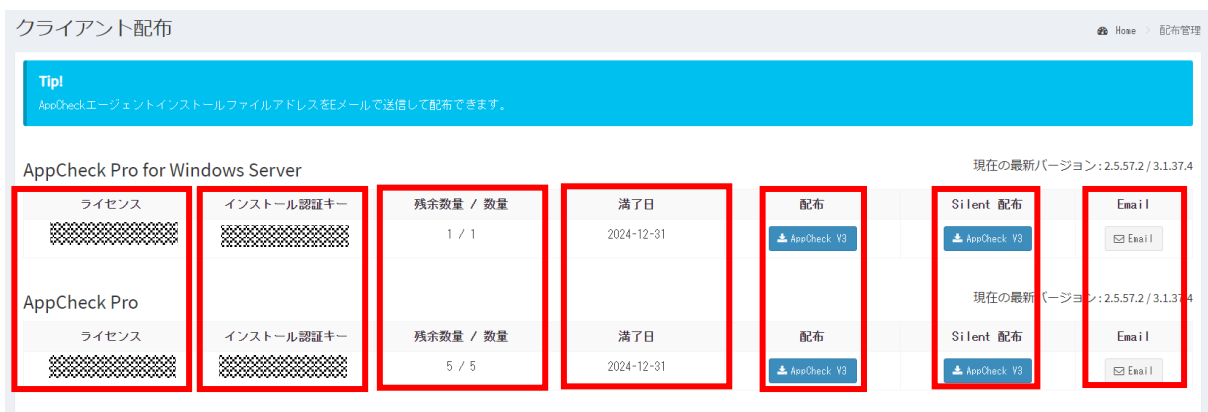 クライアント配布
Home > 配布管理
Tip!
AppCheckエージェントインストールファイルアドレスをEメールで送信して配布できます。
AppCheck Pro for Windows Server
現在の最新バージョン : 2.5.57.2 / 3.1.37.4
ライセンス インストール認証キー 残余数量 / 数量 満了日 配布 Silent 配布 Email
1 / 1 2024-12-31 AppCheck V3 AppCheck V3 Email
AppCheck Pro
現在の最新バージョン : 2.5.57.2 / 3.1.37.4
ライセンス インストール認証キー 残余数量 / 数量 満了日 配布 Silent 配布 Email
5 / 5 2024-12-31 AppCheck V3 AppCheck V3 Email